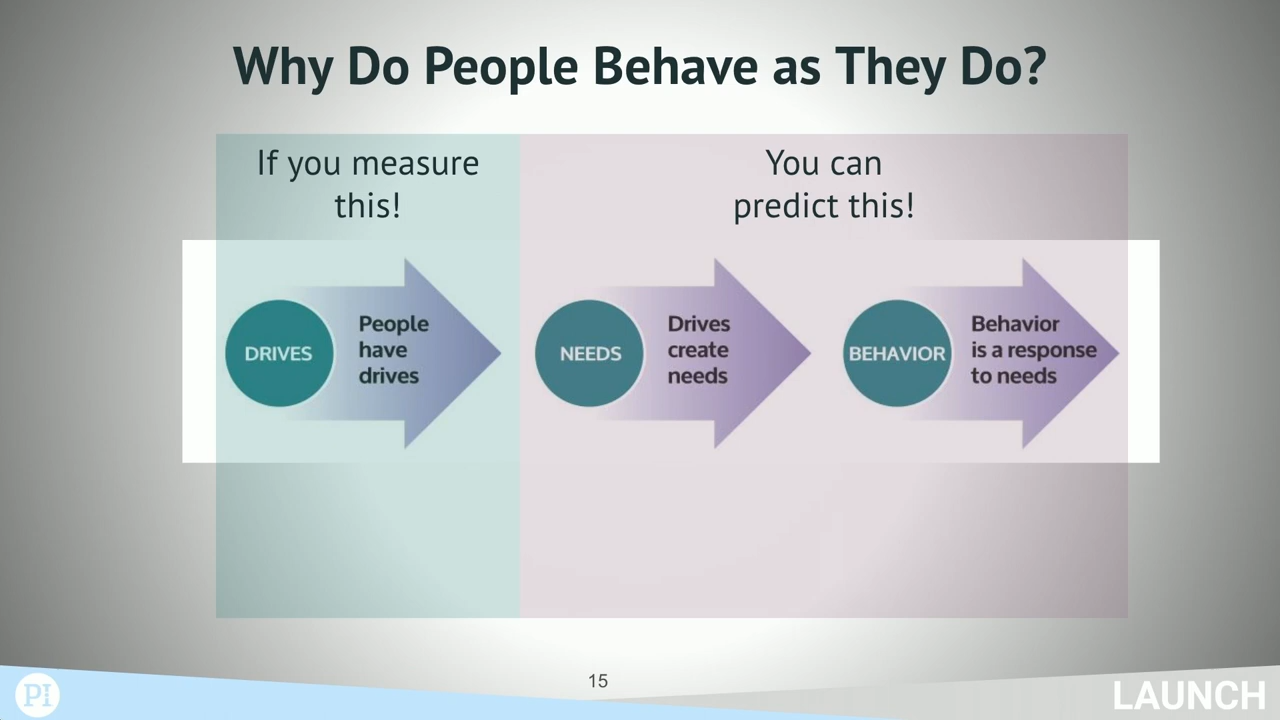 Why Do People Behave as They Do?
If you measure
this!
You can
predict this!
DRIVES
People
have
drives
NEEDS
Drives
create
needs
BEHAVIOR
Behavior
is a response
to needs
PI
15
LAUNCH